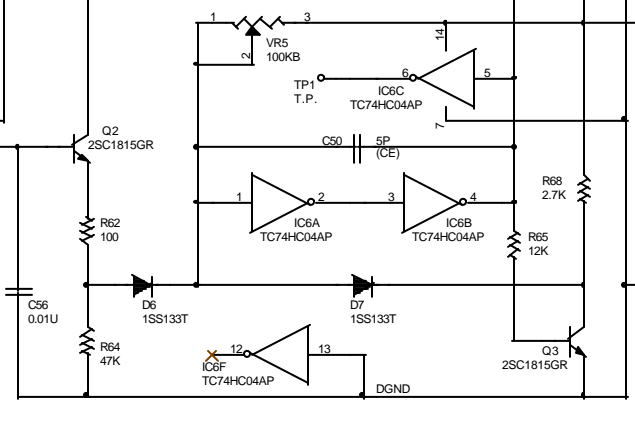 1
3
VR5
100KB
2
14
6
5
TP1
T.P.
IC6C
TC74HC04AP
7
Q2
2SC1815GR
C50
5P
(CE)
R68
2.7K
1
2
3
4
IC6A
TC74HC04AP
IC6B
TC74HC04AP
R62
100
R65
12K
D6
1SS133T
D7
1SS133T
C56
0.01U
R64
47K
12
13
IC6F
TC74HC04AP
Q3
2SC1815GR
DGND